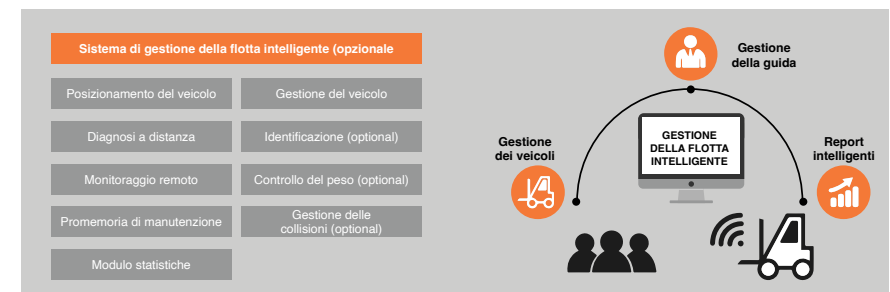 Sistema di gestione della flotta intelligente (opzionale
Posizionamento del veicolo
Gestione del veicolo
Diagnosi a distanza
Identificazione (optional)
Monitoraggio remoto
Controllo del peso (optional)
Promemoria di manutenzione
Gestione delle
collisioni (optional)
Modulo statistiche
Gestione
della guida
Gestione
dei veicoli
GESTIONE
DELLA FLOTTA
INTELLIGENTE
Report
intelligenti